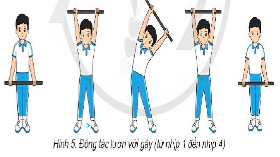 Hình 5. Động tác lườn với gậy (từ nhịp 1 đến nhịp 4)